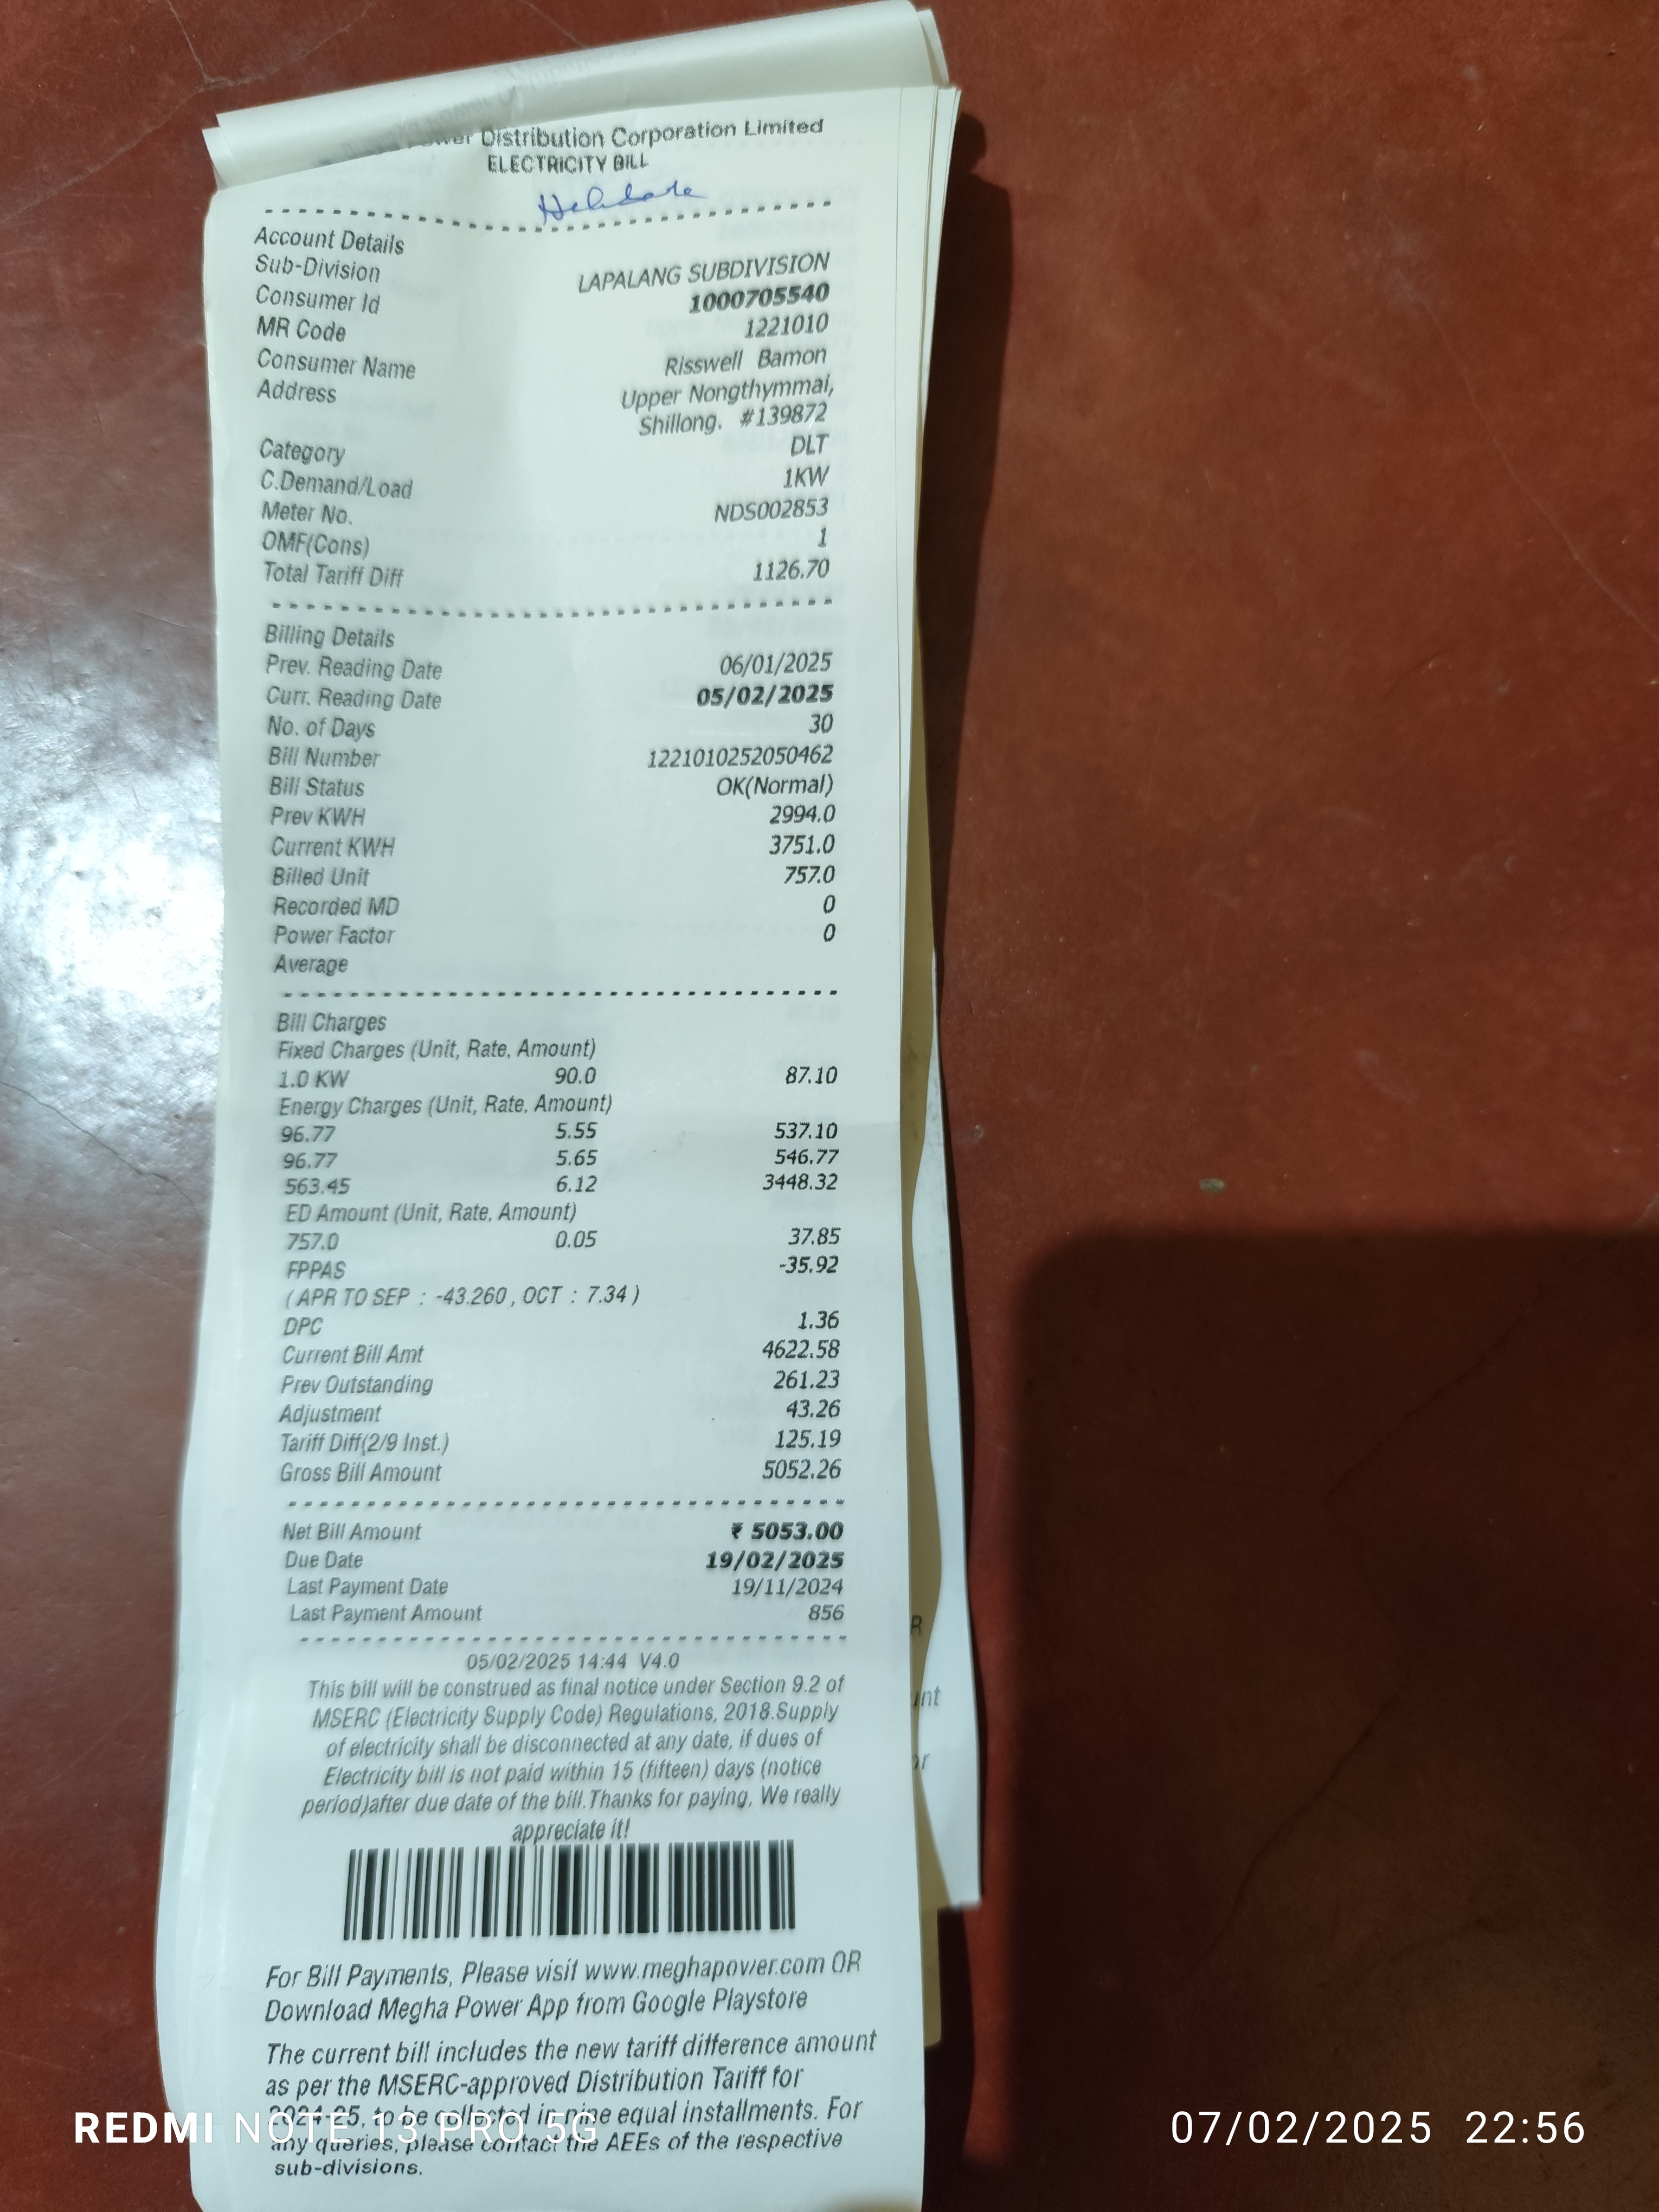 Distribution Corporation Limited
ELECTRICITY BILL
Account Details
Sub-Division LAPALANG SUBDIVISION
Consumer Id 1000705540
MR Code 1221010
Consumer Name Risswell Bamon
Address Upper Nongthymmai,
Shillong. #139872
Category DLT
C.Demand/Load 1KW
Meter No. NDS002853
OMF(Cons) 1
Total Tariff Diff 1126.70
Billing Details
Prev. Reading Date 06/01/2025
Curr. Reading Date 05/02/2025
No. of Days 30
Bill Number 1221010252050462
Bill Status OK(Normal)
Prev KWH 2994.0
Current KWH 3751.0
Billed Unit 757.0
Recorded MD 0
Power Factor 0
Average
Bill Charges
Fixed Charges (Unit, Rate, Amount)
1.0 KW 90.0 87.10
Energy Charges (Unit, Rate, Amount)
96.77 5.55 537.10
96.77 5.65 546.77
563.45 6.12 3448.32
ED Amount (Unit, Rate, Amount)
757.0 0.05 37.85
FPPAS -35.92
( APR TO SEP : -43.260 , OCT : 7.34 )
DPC 1.36
Current Bill Amt 4622.58
Prev Outstanding 261.23
Adjustment 43.26
Tariff Diff(2/9 Inst.) 125.19
Gross Bill Amount 5052.26
Net Bill Amount ₹ 5053.00
Due Date 19/02/2025
Last Payment Date 19/11/2024
Last Payment Amount 856
05/02/2025 14:44 V4.0
This bill will be construed as final notice under Section 9.2 of
MSERC (Electricity Supply Code) Regulations, 2018.Supply
of electricity shall be disconnected at any date, if dues of
Electricity bill is not paid within 15 (fifteen) days (notice
period)after due date of the bill.Thanks for paying, We really
appreciate it!
For Bill Payments, Please visit www.meghapower.com OR
Download Megha Power App from Google Playstore
The current bill includes the new tariff difference amount
as per the MSERC-approved Distribution Tariff for
2024-25, to be collected in nine equal installments. For
any queries, please contact the AEEs of the respective
sub-divisions.
REDMI NOTE 13 PRO 5G
07/02/2025 22:56